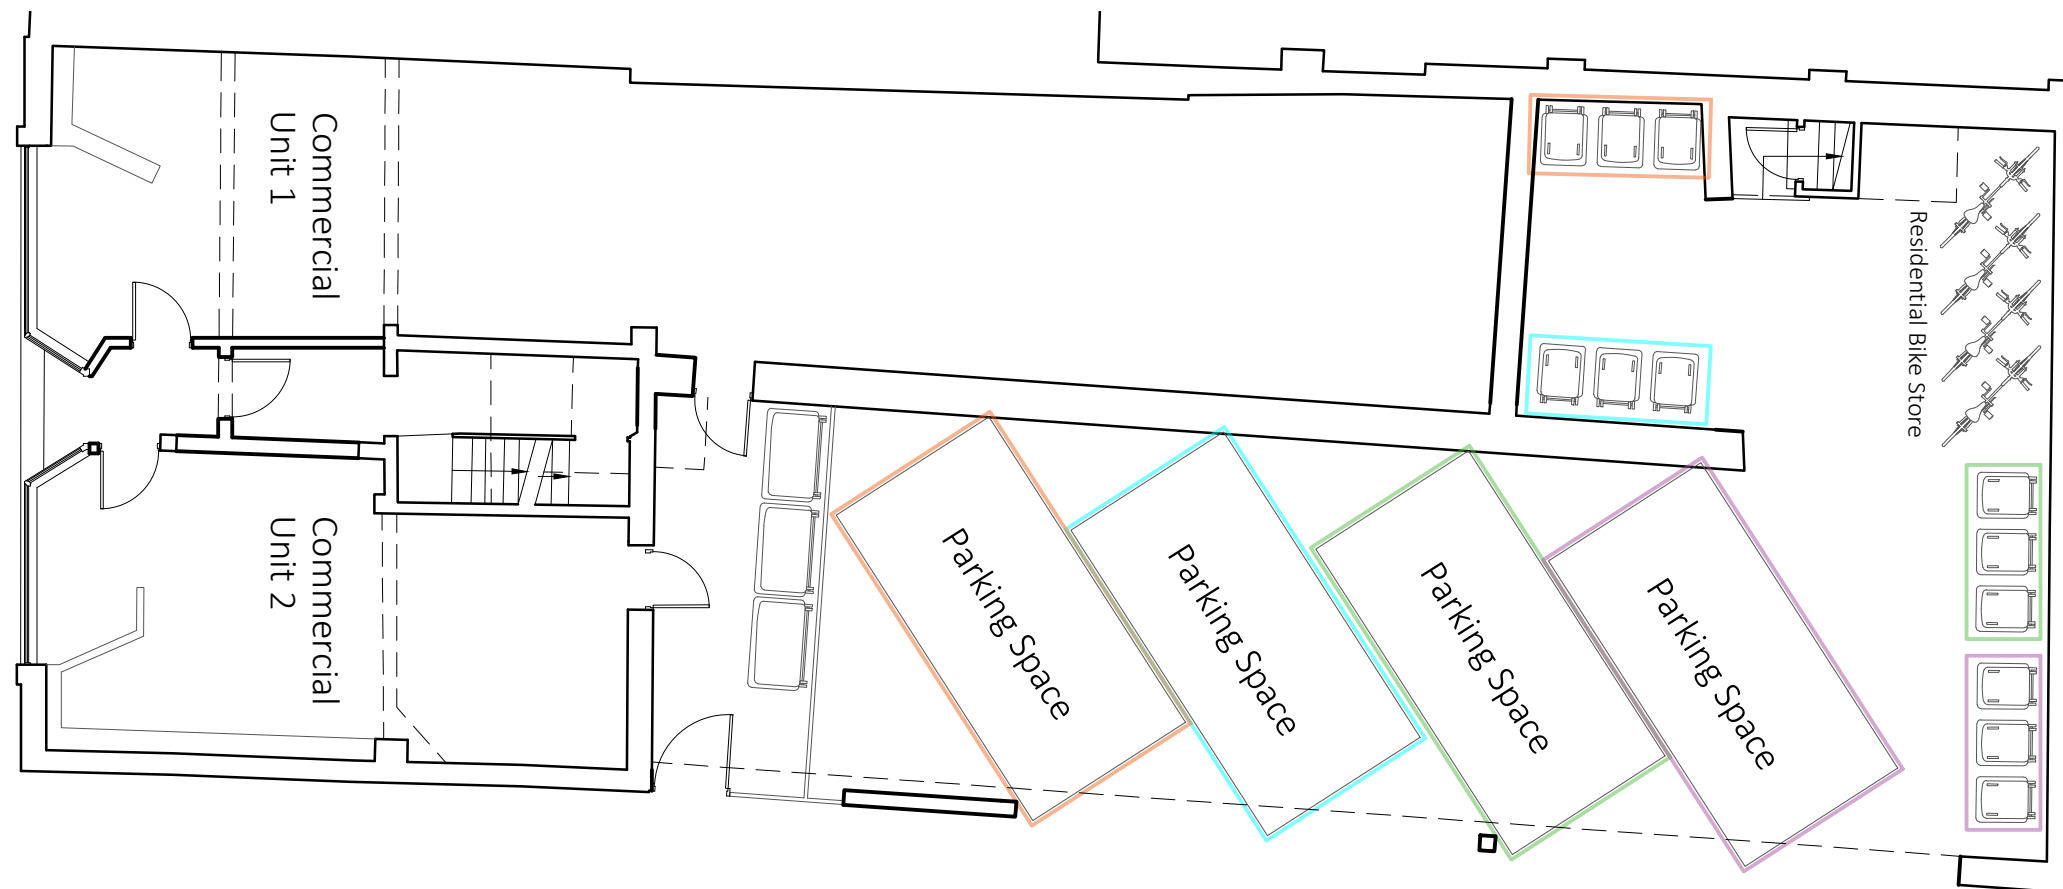 Commercial
Unit 1
Residential Bike Store
Commercial
Unit 2
Parking Space
Parking Space
Parking Space
Parking Space